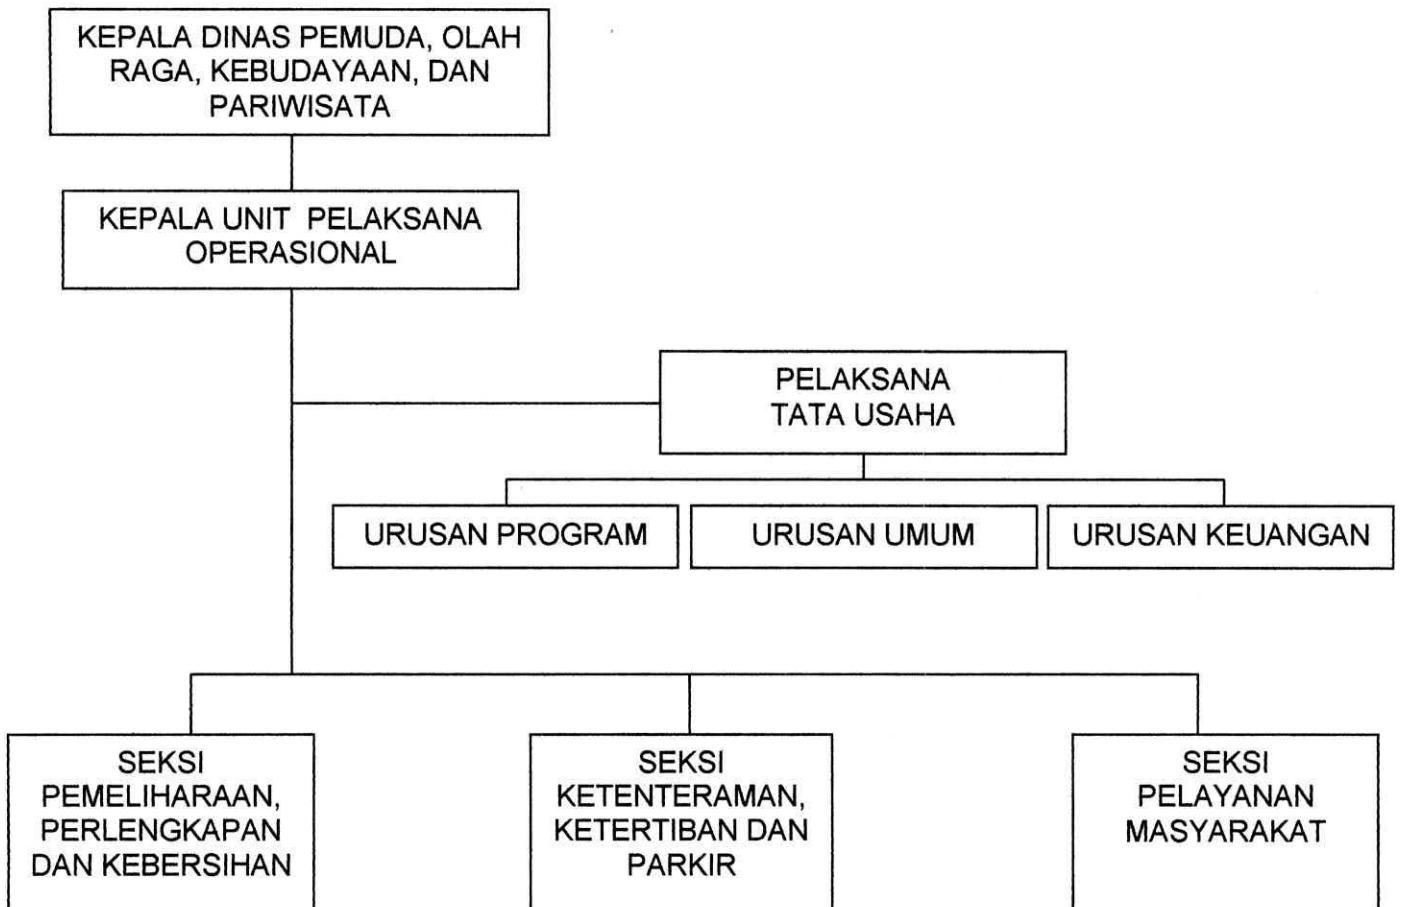 KEPALA DINAS PEMUDA, OLAH
RAGA, KEBUDAYAAN, DAN
PARIWISATA
KEPALA UNIT PELAKSANA
OPERASIONAL
PELAKSANA
TATA USAHA
URUSAN PROGRAM
URUSAN UMUM
URUSAN KEUANGAN
SEKSI
PEMELIHARAAN,
PERLENGKAPAN
DAN KEBERSIHAN
SEKSI
KETENTERAMAN,
KETERTIBAN DAN
PARKIR
SEKSI
PELAYANAN
MASYARAKAT